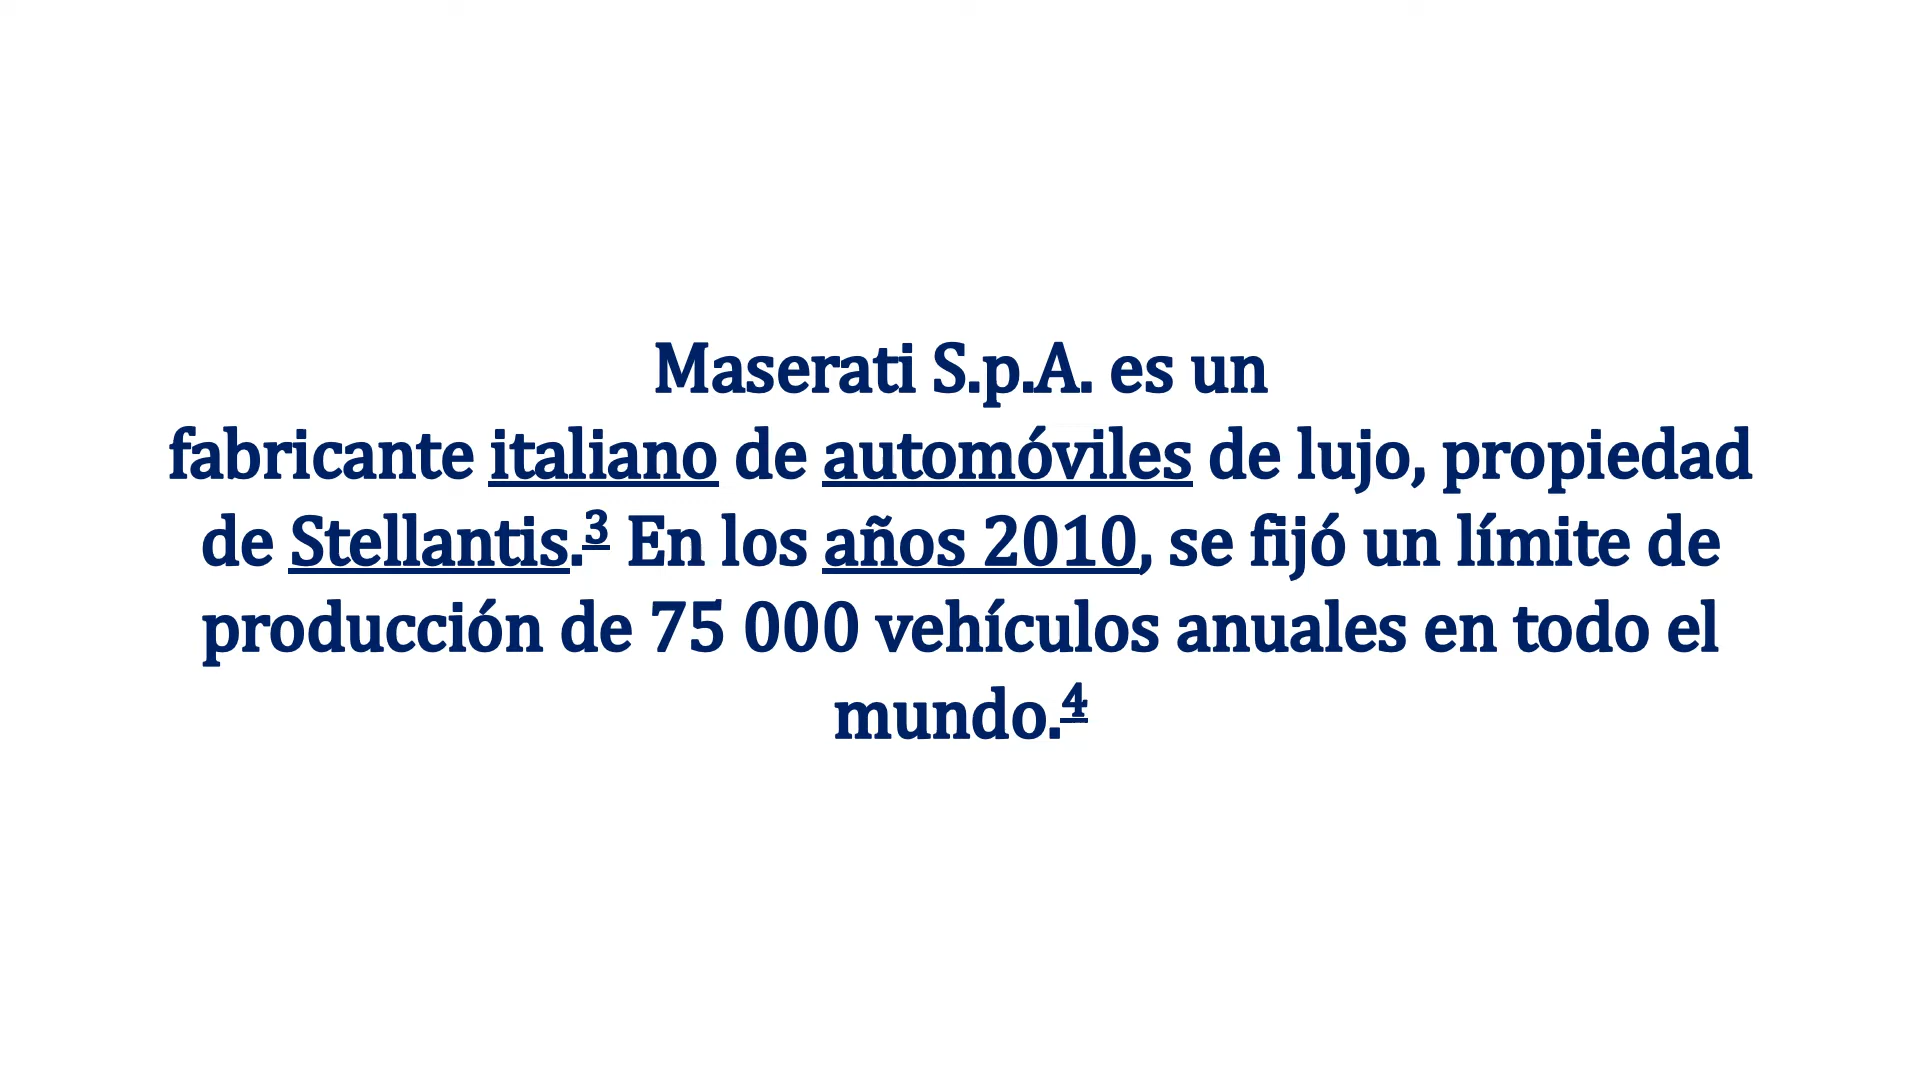 Maserati S.p.A. es un
fabricante italiano de automóviles de lujo, propiedad
de Stellantis.³ En los años 2010, se fijó un límite de
producción de 75 000 vehículos anuales en todo el
mundo.⁴